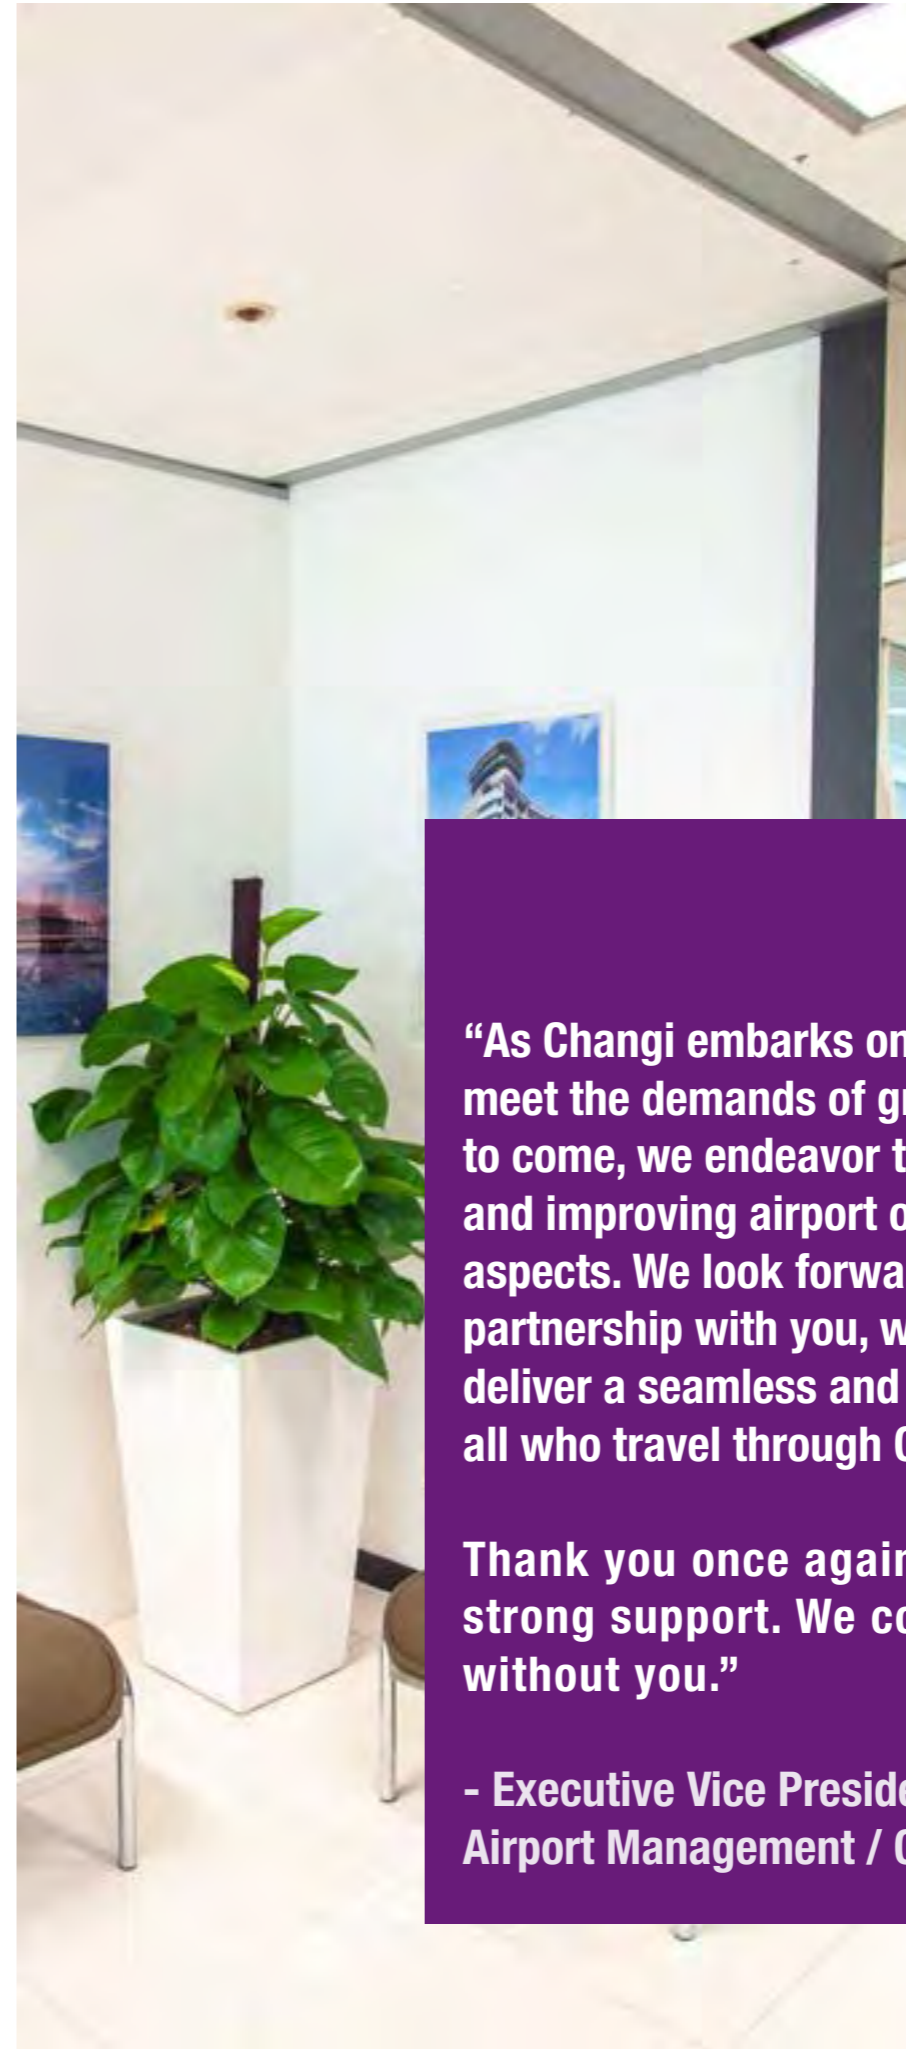 “As Changi embarks on
meet the demands of gr
to come, we endeavor t
and improving airport o
aspects. We look forwa
partnership with you, w
deliver a seamless and
all who travel through C
Thank you once again
strong support. We co
without you.”
- Executive Vice Preside
Airport Management / C